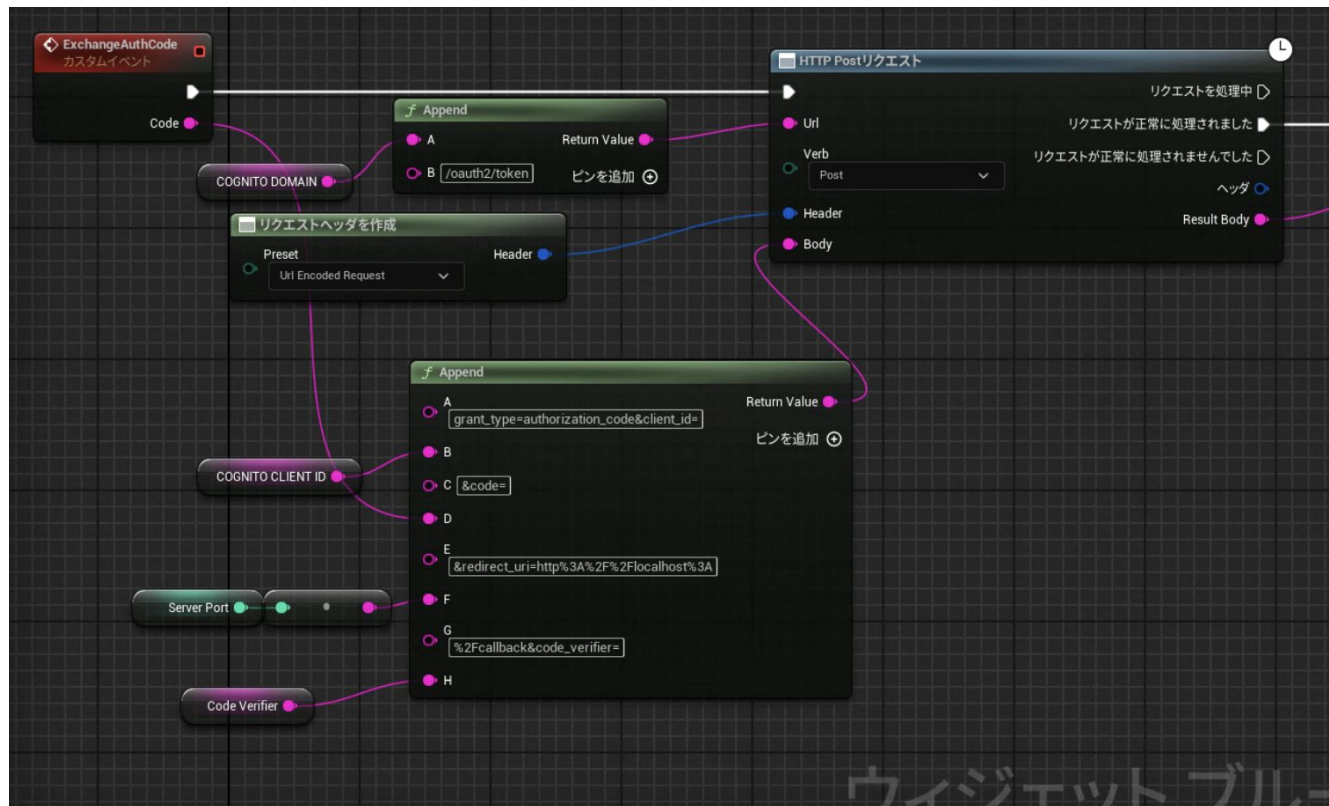 ExchangeAuthCode
カスタムイベント
Code
COGNITO DOMAIN
Append
A
Return Value
B /oauth2/token
ピンを追加
リクエストヘッダを作成
Preset
Header
Url Encoded Request
HTTP Postリクエスト
リクエストを処理中
Url
リクエストが正常に処理されました
Verb
リクエストが正常に処理されませんでした
Post
ヘッダ
Header
Result Body
Body
Append
A
Return Value
grant_type=authorization_code&client_id=
ピンを追加
B
COGNITO CLIENT ID
C &code=
D
E
&redirect_uri=http%3A%2F%2Flocalhost%3A
Server Port
F
G
%2Fcallback&code_verifier=
H
Code Verifier
ウィジェット ブルー